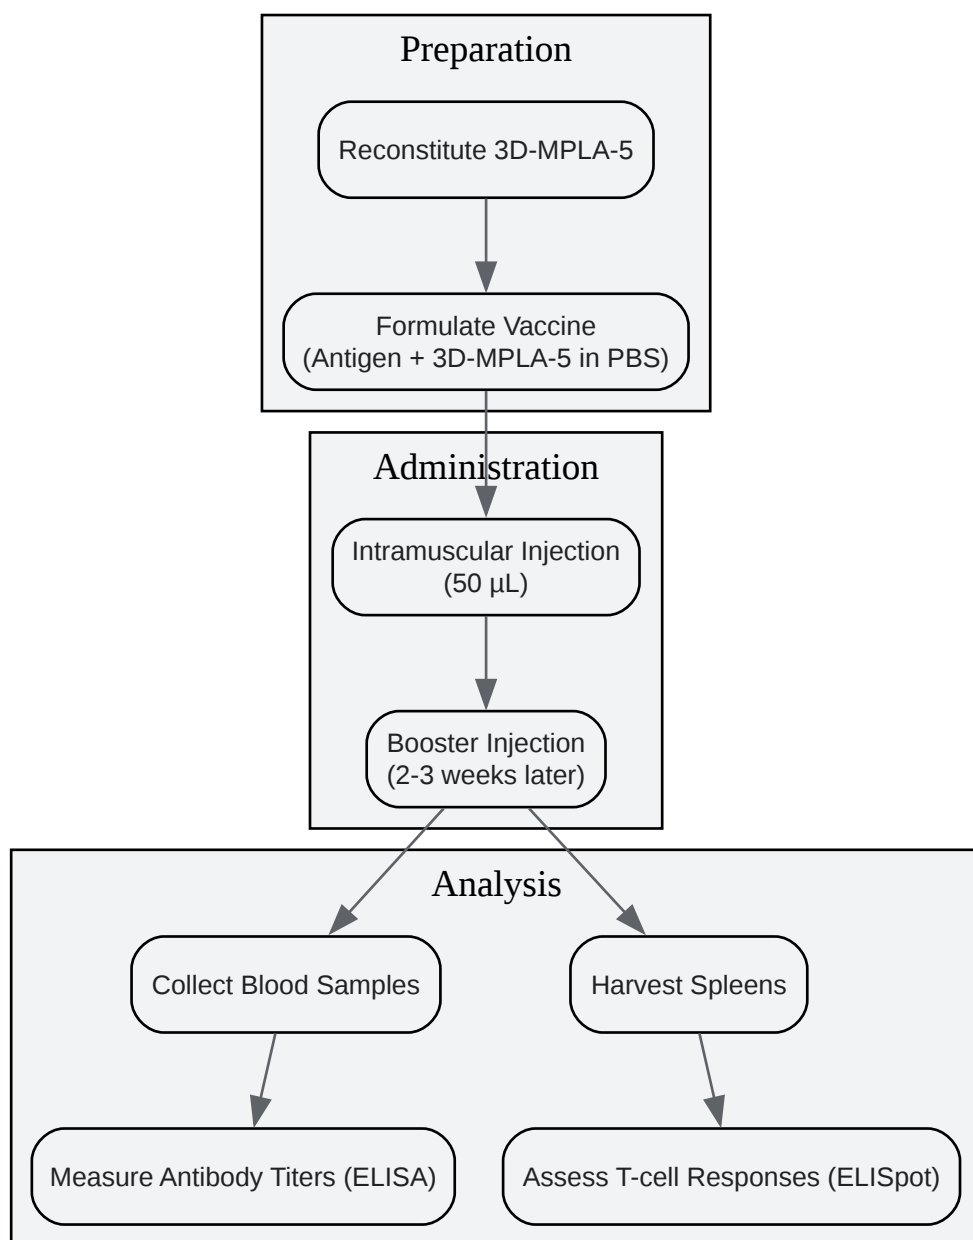 Preparation
Reconstitute 3D-MPLA-5
Formulate Vaccine
(Antigen + 3D-MPLA-5 in PBS)
Administration
Intramuscular Injection
(50 µL)
Booster Injection
(2-3 weeks later)
Analysis
Collect Blood Samples
Harvest Spleens
Measure Antibody Titers (ELISA)
Assess T-cell Responses (ELISpot)